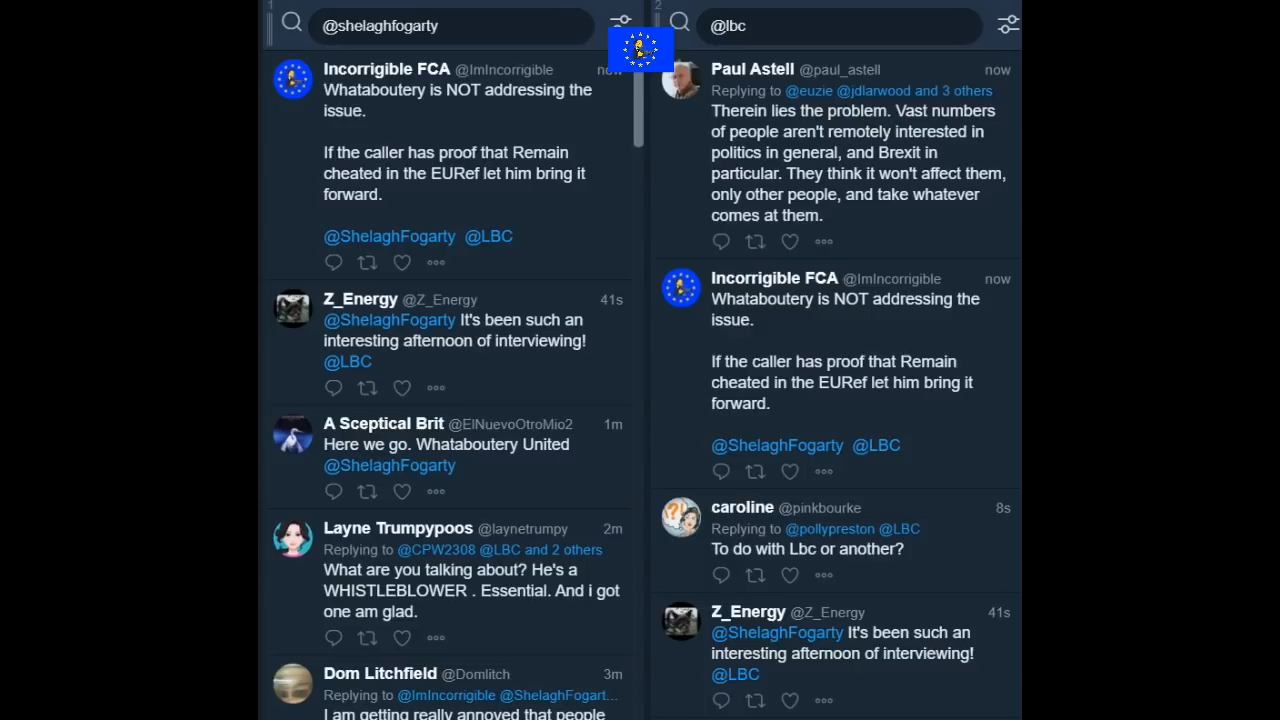 1
@shelaghfogarty
Incorrigible FCA @ImIncorrigible now
Whataboutery is NOT addressing the
issue.
If the caller has proof that Remain
cheated in the EURef let him bring it
forward.
@ShelaghFogarty @LBC
Z_Energy @Z_Energy 41s
@ShelaghFogarty It's been such an
interesting afternoon of interviewing!
@LBC
A Sceptical Brit @ElNuevoOtroMio2 1m
Here we go. Whataboutery United
@ShelaghFogarty
Layne Trumpypoos @laynetrumpy 2m
Replying to @CPW2308 @LBC and 2 others
What are you talking about? He's a
WHISTLEBLOWER . Essential. And i got
one am glad.
Dom Litchfield @Domlitch 3m
Replying to @ImIncorrigible @ShelaghFogart...
I am getting really annoyed that people
2
@lbc
Paul Astell @paul_astell now
Replying to @euzie @jdlarwood and 3 others
Therein lies the problem. Vast numbers
of people aren't remotely interested in
politics in general, and Brexit in
particular. They think it won't affect them,
only other people, and take whatever
comes at them.
Incorrigible FCA @ImIncorrigible now
Whataboutery is NOT addressing the
issue.
If the caller has proof that Remain
cheated in the EURef let him bring it
forward.
@ShelaghFogarty @LBC
caroline @pinkbourke 8s
Replying to @pollypreston @LBC
To do with Lbc or another?
Z_Energy @Z_Energy 41s
@ShelaghFogarty It's been such an
interesting afternoon of interviewing!
@LBC